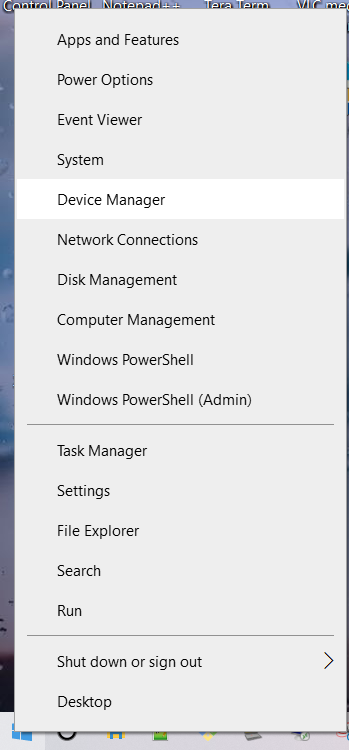 Control Panel Notepad++ Tera Term VLC me
Apps and Features
Power Options
Event Viewer
System
Device Manager
Network Connections
Disk Management
Computer Management
Windows PowerShell
Windows PowerShell (Admin)
Task Manager
Settings
File Explorer
Search
Run
Shut down or sign out
Desktop